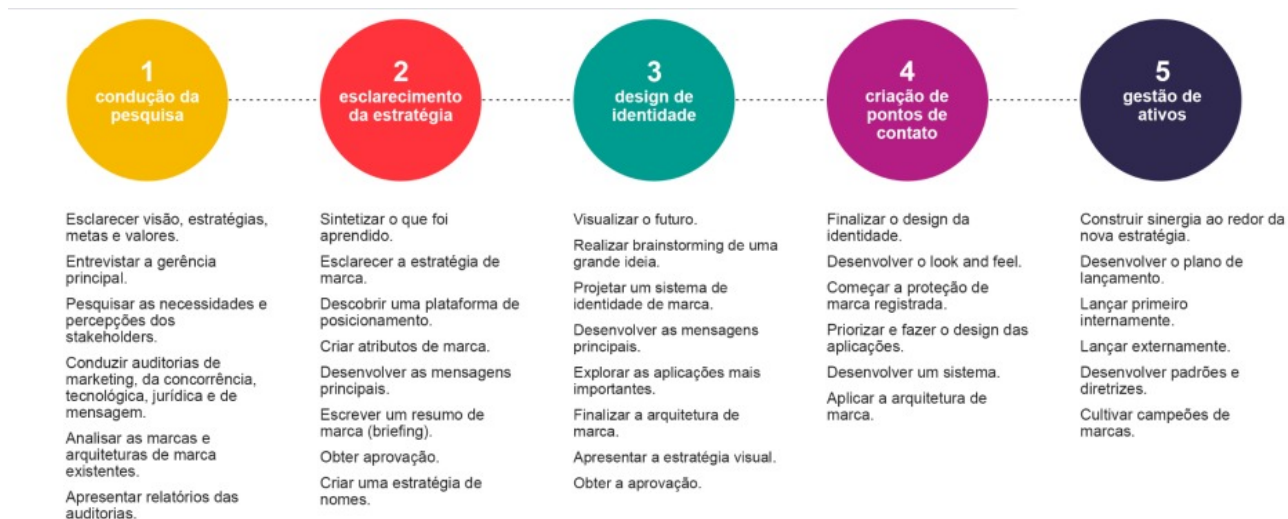 1
condução da
pesquisa
2
esclarecimento
da estratégia
3
design de
identidade
4
criação de
pontos de
contato
5
gestão de
ativos
Esclarecer visão, estratégias,
metas e valores.
Entrevistar a gerência
principal.
Pesquisar as necessidades e
percepções dos
stakeholders.
Conduzir auditorias de
marketing, da concorrência,
tecnológica, jurídica e de
mensagem.
Analisar as marcas e
arquiteturas de marca
existentes.
Apresentar relatórios das
auditorias.
Sintetizar o que foi
aprendido.
Esclarecer a estratégia de
marca.
Descobrir uma plataforma de
posicionamento.
Criar atributos de marca.
Desenvolver as mensagens
principais.
Escrever um resumo de
marca (briefing).
Obter aprovação.
Criar uma estratégia de
nomes.
Visualizar o futuro.
Realizar brainstorming de uma
grande ideia.
Projetar um sistema de
identidade de marca.
Desenvolver as mensagens
principais.
Explorar as aplicações mais
importantes.
Finalizar a arquitetura de
marca.
Apresentar a estratégia visual.
Obter a aprovação.
Finalizar o design da
identidade.
Desenvolver o look and feel.
Começar a proteção de
marca registrada.
Priorizar e fazer o design das
aplicações.
Desenvolver um sistema.
Aplicar a arquitetura de
marca.
Construir sinergia ao redor da
nova estratégia.
Desenvolver o plano de
lançamento.
Lançar primeiro
internamente.
Lançar externamente.
Desenvolver padrões e
diretrizes.
Cultivar campeões de
marcas.